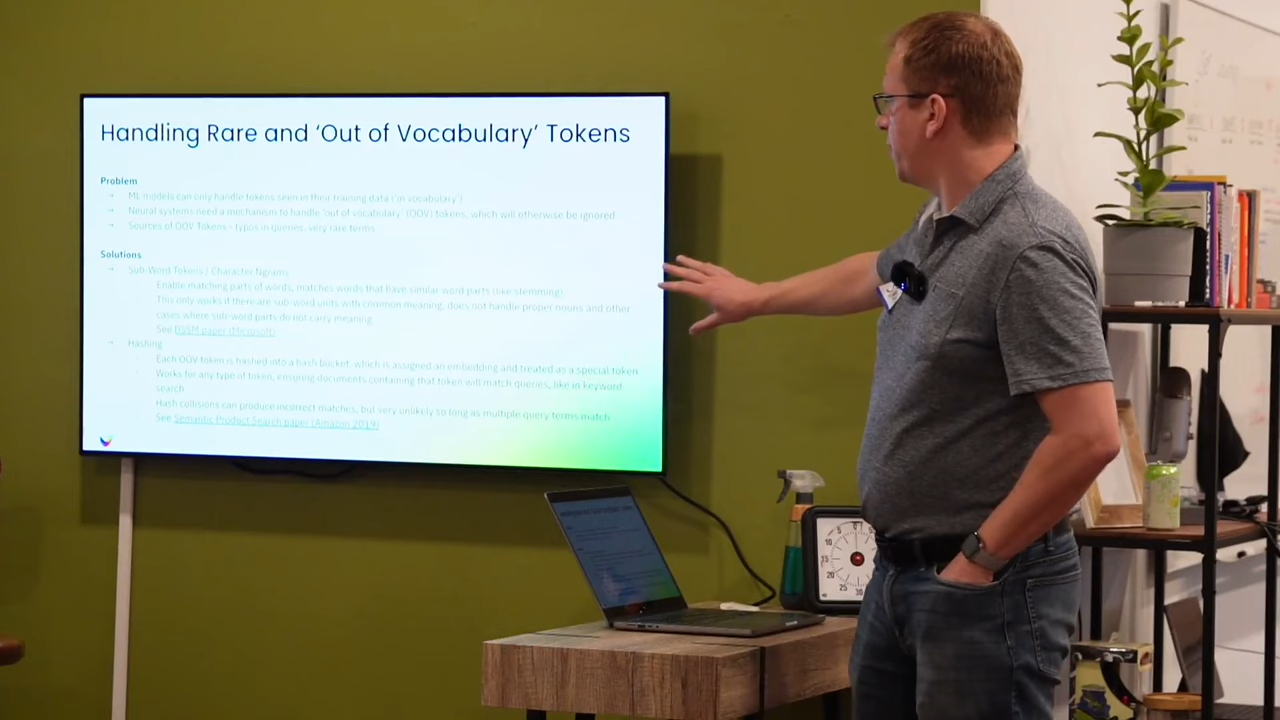 Handling Rare and 'Out of Vocabulary' Tokens
Problem
ML models can only handle tokens seen in their training data ('in vocabulary')
Neural systems need a mechanism to handle 'out of vocabulary' (OOV) tokens, which will otherwise be ignored
Sources of OOV Tokens - typos in queries, very rare terms
Solutions
Sub-Word Tokens / Character Ngrams
Enable matching parts of words, matches words that have similar word parts (like stemming)
This only works if there are sub-word units with common meaning, does not handle proper nouns and other
cases where sub-word parts do not carry meaning
See DSSM paper (Microsoft)
Hashing
Each OOV token is hashed into a hash bucket, which is assigned an embedding and treated as a special token
Works for any type of token, ensuring documents containing that token will match queries, like in keyword
search
Hash collisions can produce incorrect matches, but very unlikely so long as multiple query terms match
See Semantic Product Search paper (Amazon 2019)
0
5
10
15
20
25
30